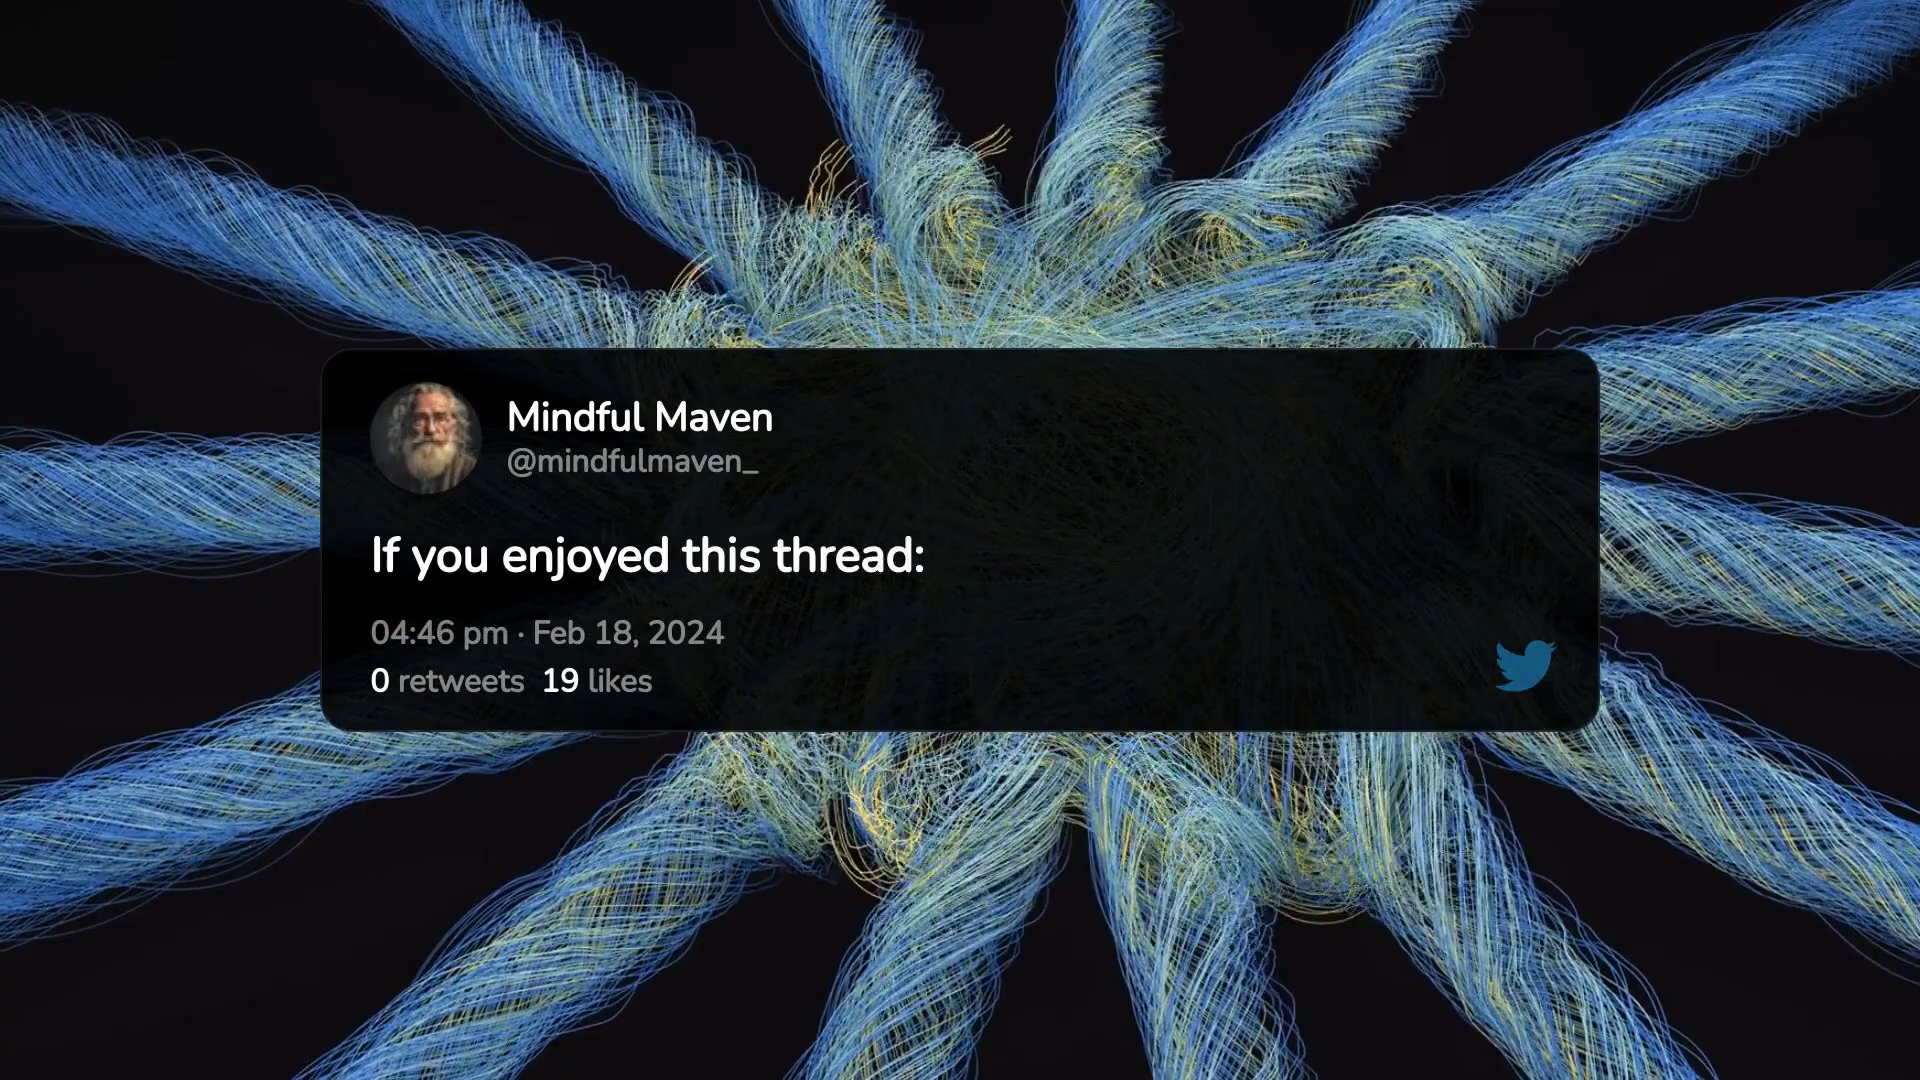 Mindful Maven
@mindfulmaven_
If you enjoyed this thread:
04:46 pm · Feb 18, 2024
0 retweets 19 likes